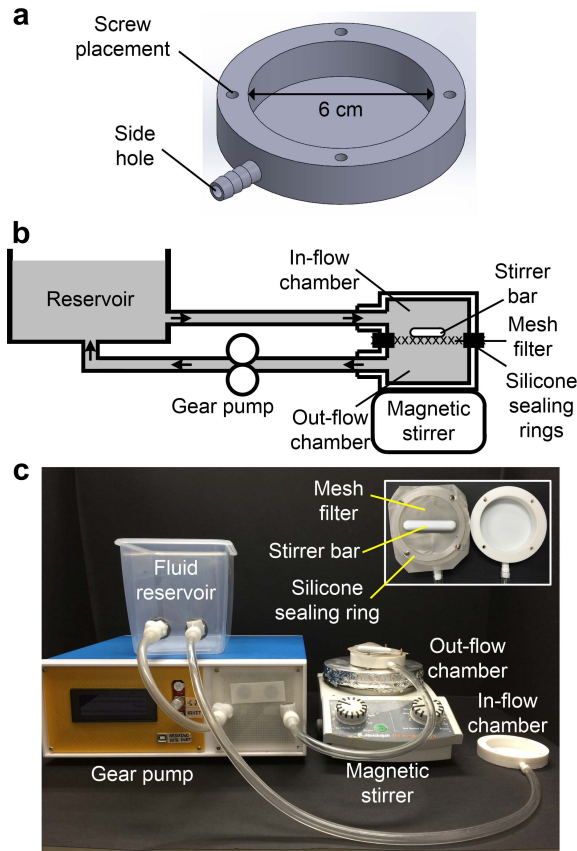 a
Screw
placement
6 cm
Side
hole
b
Reservoir
In-flow
chamber
Stirrer
bar
Mesh
filter
Silicone
sealing
rings
Gear pump
Out-flow
chamber
Magnetic
stirrer
c
Mesh
filter
Stirrer bar
Silicone
sealing ring
Fluid
reservoir
Out-flow
chamber
In-flow
chamber
Gear pump
Magnetic
stirrer